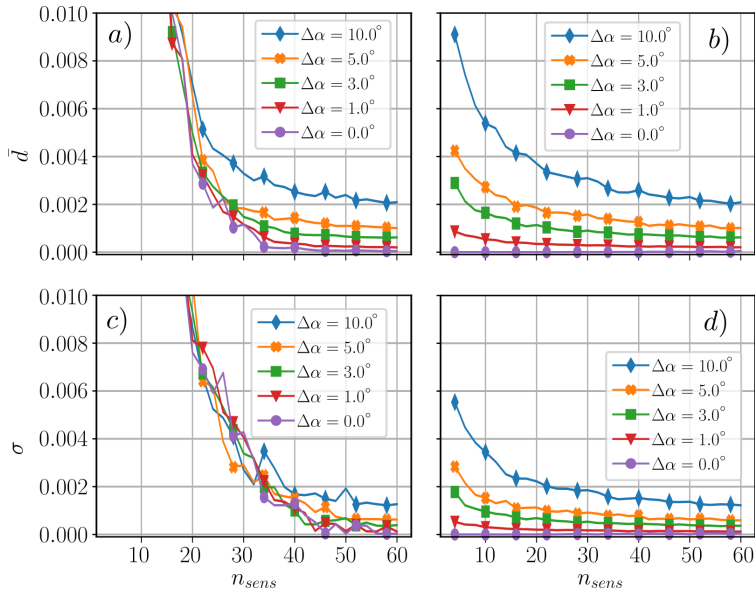 a)
Δα = 10.0°
Δα = 5.0°
Δα = 3.0°
Δα = 1.0°
Δα = 0.0°
0.010
0.008
0.006
0.004
0.002
0.000
d̄
b)
Δα = 10.0°
Δα = 5.0°
Δα = 3.0°
Δα = 1.0°
Δα = 0.0°
c)
Δα = 10.0°
Δα = 5.0°
Δα = 3.0°
Δα = 1.0°
Δα = 0.0°
0.010
0.008
0.006
0.004
0.002
0.000
σ
10 20 30 40 50 60
n_sens
d)
Δα = 10.0°
Δα = 5.0°
Δα = 3.0°
Δα = 1.0°
Δα = 0.0°
10 20 30 40 50 60
n_sens